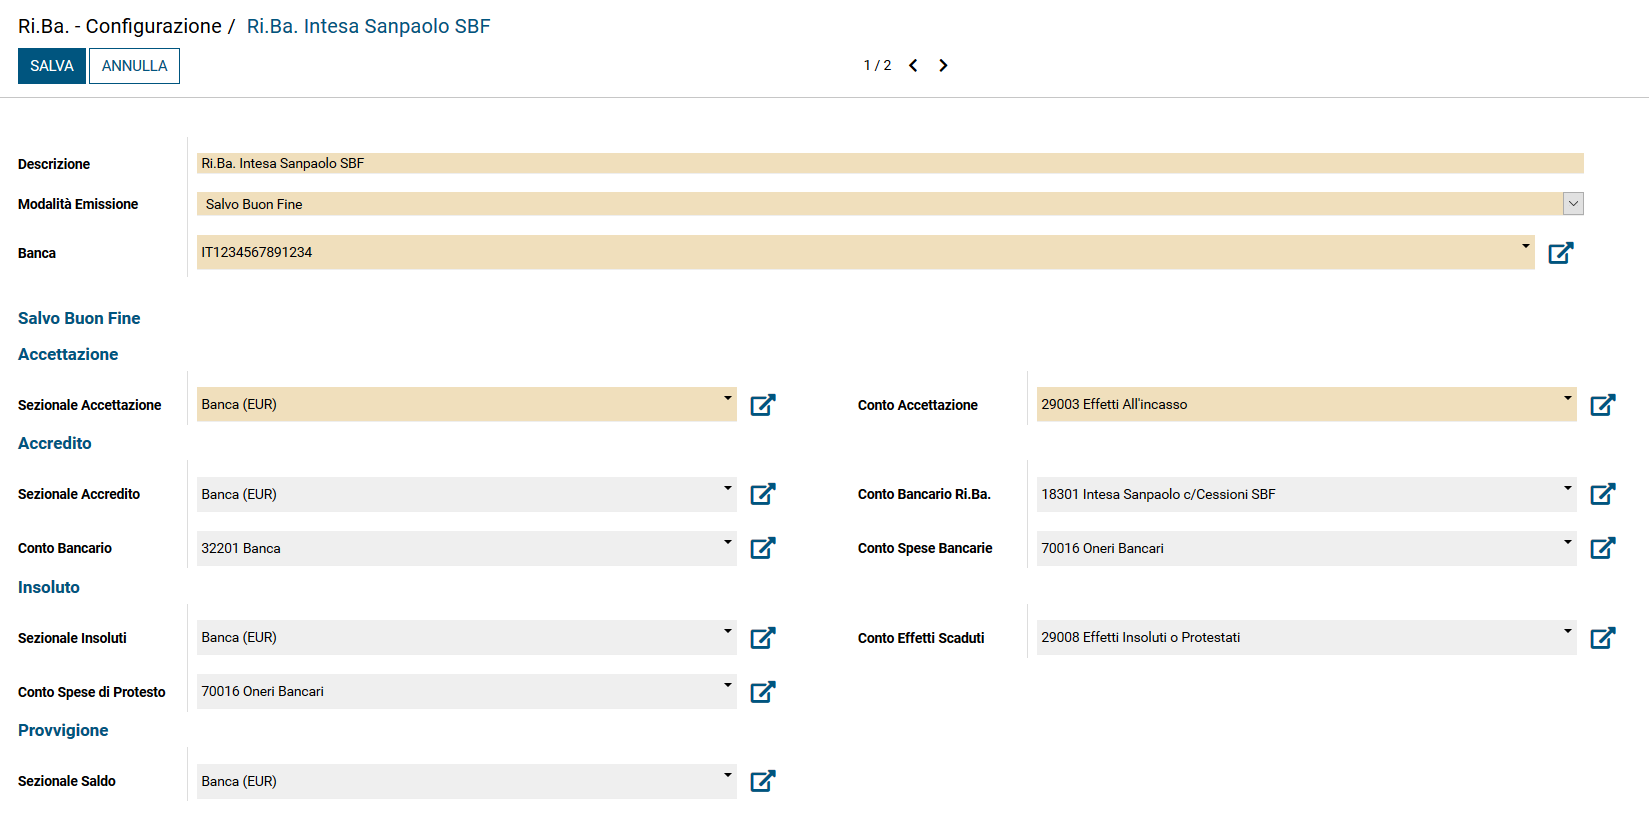 Ri.Ba. - Configurazione / Ri.Ba. Intesa Sanpaolo SBF
SALVA ANNULLA 1 / 2
Descrizione Ri.Ba. Intesa Sanpaolo SBF
Modalità Emissione Salvo Buon Fine
Banca IT1234567891234
Salvo Buon Fine
Accettazione
Sezionale Accettazione Banca (EUR) Conto Accettazione 29003 Effetti All'incasso
Accredito
Sezionale Accredito Banca (EUR) Conto Bancario Ri.Ba. 18301 Intesa Sanpaolo c/Cessioni SBF
Conto Bancario 32201 Banca Conto Spese Bancarie 70016 Oneri Bancari
Insoluto
Sezionale Insoluti Banca (EUR) Conto Effetti Scaduti 29008 Effetti Insoluti o Protestati
Conto Spese di Protesto 70016 Oneri Bancari
Provvigione
Sezionale Saldo Banca (EUR)